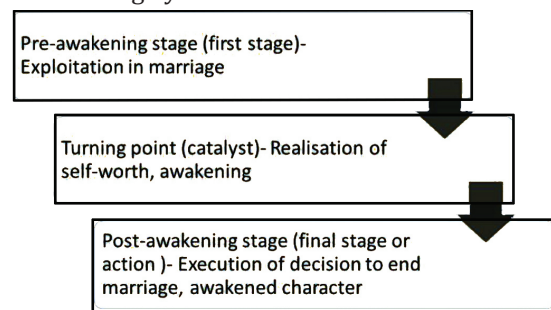 Pre-awakening stage (first stage)-
Exploitation in marriage
Turning point (catalyst)- Realisation of
self-worth, awakening
Post-awakening stage (final stage or
action )- Execution of decision to end
marriage, awakened character